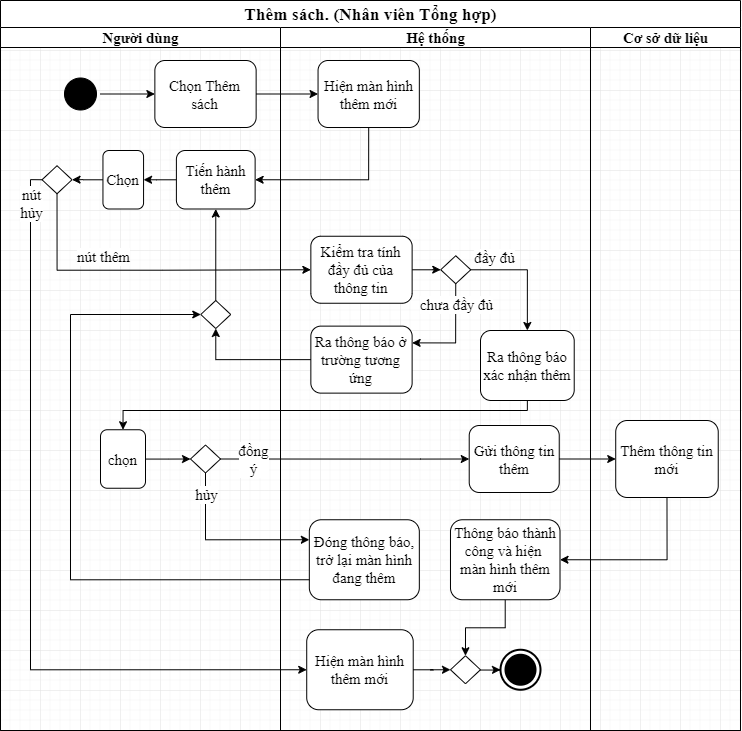 Thêm sách. (Nhân viên Tổng hợp)
Người dùng
Hệ thống
Cơ sở dữ liệu
Chọn Thêm
sách
Hiện màn hình
thêm mới
Tiến hành
thêm
Chọn
nút
hủy
nút thêm
Kiểm tra tính
đầy đủ của
thông tin
đầy đủ
chưa đầy đủ
Ra thông báo ở
trường tương
ứng
Ra thông báo
xác nhận thêm
chọn
đồng
ý
hủy
Gửi thông tin
thêm
Thêm thông tin
mới
Đóng thông báo,
trở lại màn hình
đang thêm
Thông báo thành
công và hiện
màn hình thêm
mới
Hiện màn hình
thêm mới